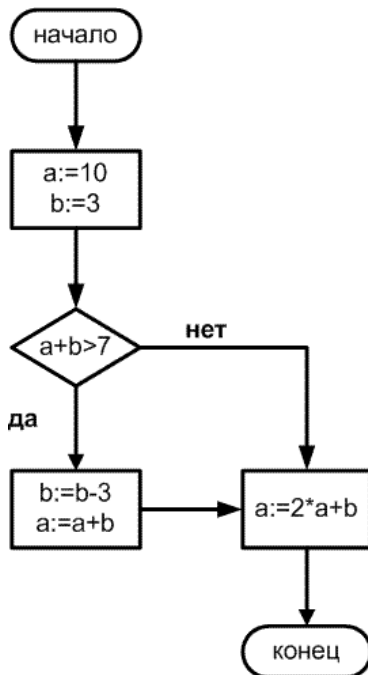 начало
a:=10
b:=3
a+b>7
нет
да
b:=b-3
a:=a+b
a:=2*a+b
конец